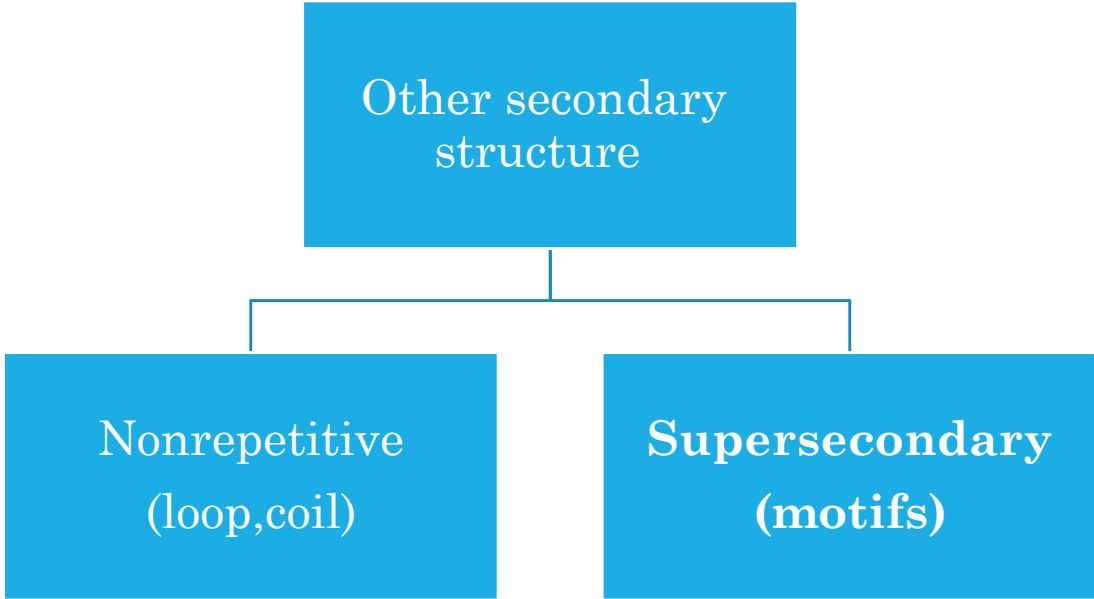 Other secondary
structure
Nonrepetitive
(loop,coil)
Supersecondary
(motifs)